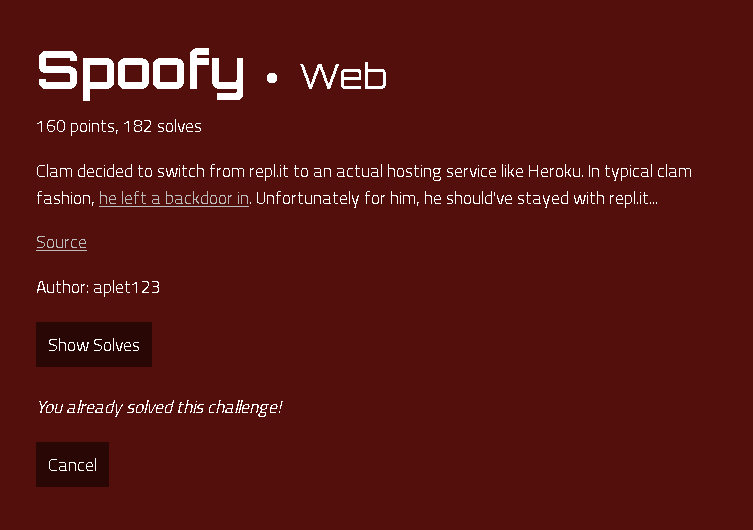 Spoofy • Web
160 points, 182 solves
Clam decided to switch from repl.it to an actual hosting service like Heroku. In typical clam
fashion, he left a backdoor in. Unfortunately for him, he should've stayed with repl.it...
Source
Author: aplet123
Show Solves
You already solved this challenge!
Cancel